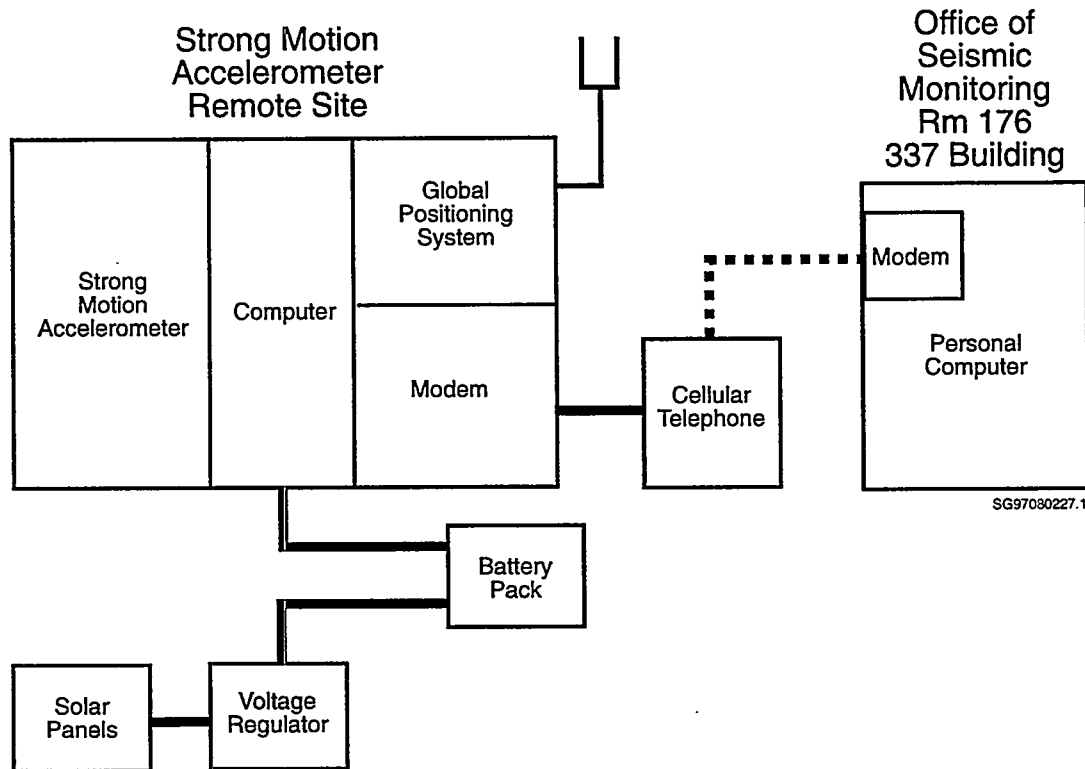 Strong Motion
Accelerometer
Remote Site
Office of
Seismic
Monitoring
Rm 176
337 Building
Strong
Motion
Accelerometer
Computer
Global
Positioning
System
Modem
Cellular
Telephone
Modem
Personal
Computer
SG97080227.1
Battery
Pack
Solar
Panels
Voltage
Regulator